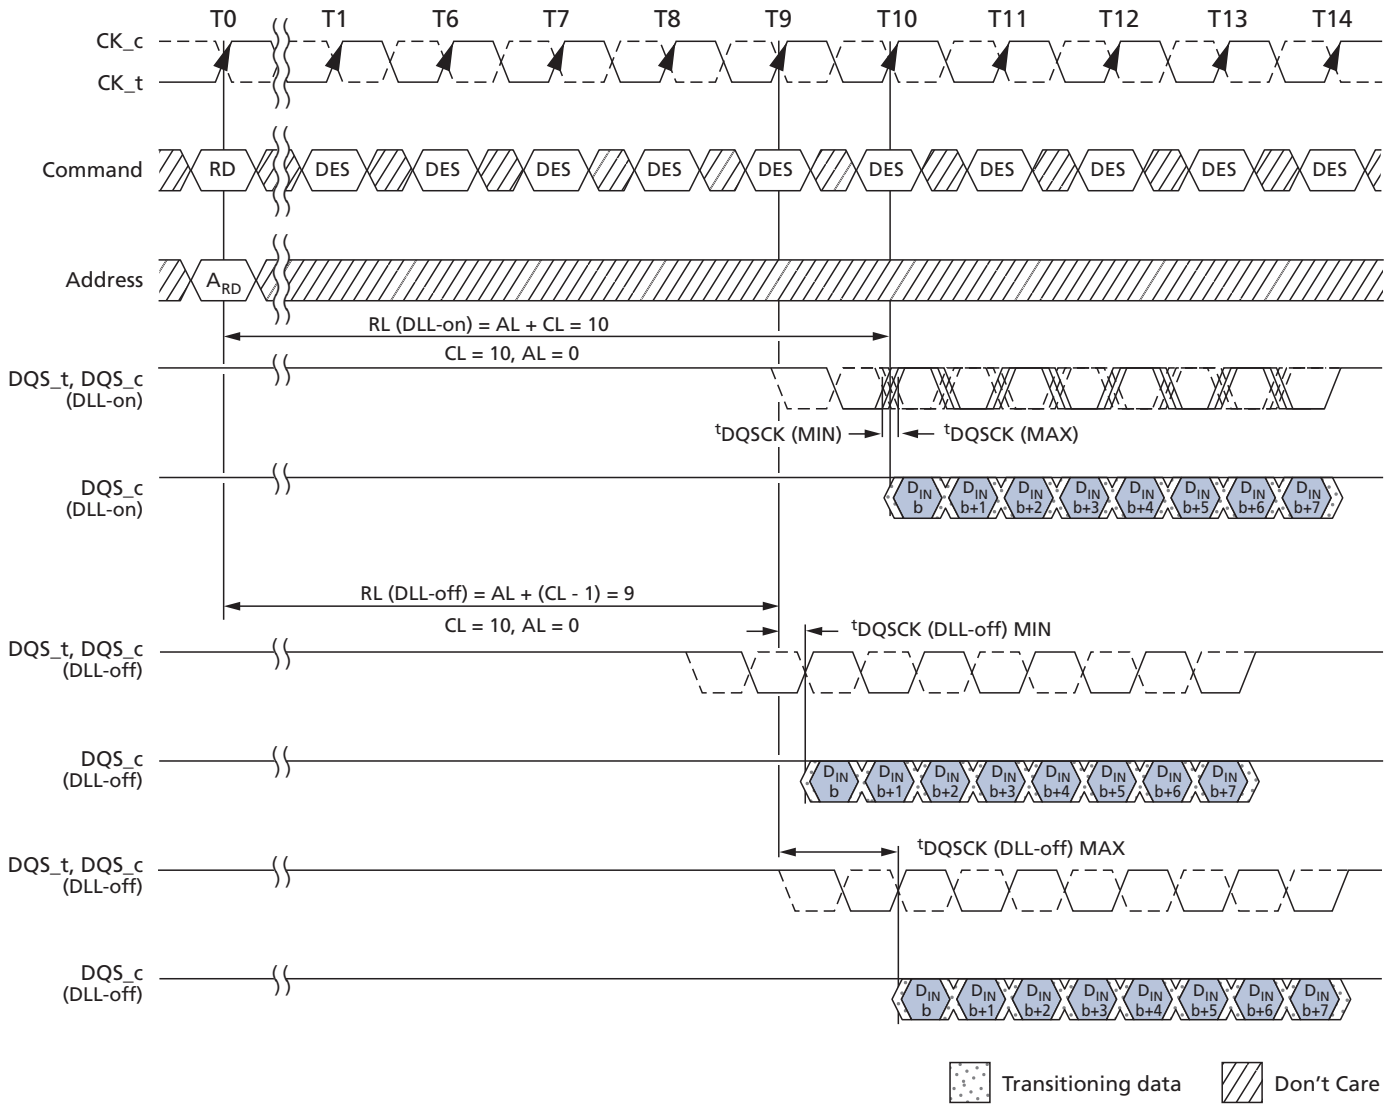 T0 T1 T6 T7 T8 T9 T10 T11 T12 T13 T14
CK_c
CK_t
Command RD DES DES DES DES DES DES DES DES DES DES
Address A_RD
RL (DLL-on) = AL + CL = 10
CL = 10, AL = 0
DQS_t, DQS_c
(DLL-on)
tDQSCK (MIN) tDQSCK (MAX)
DQS_c
(DLL-on)
DIN DIN DIN DIN DIN DIN DIN DIN
b b+1 b+2 b+3 b+4 b+5 b+6 b+7
RL (DLL-off) = AL + (CL - 1) = 9
CL = 10, AL = 0
tDQSCK (DLL-off) MIN
DQS_t, DQS_c
(DLL-off)
DQS_c
(DLL-off)
DIN DIN DIN DIN DIN DIN DIN DIN
b b+1 b+2 b+3 b+4 b+5 b+6 b+7
tDQSCK (DLL-off) MAX
DQS_t, DQS_c
(DLL-off)
DQS_c
(DLL-off)
DIN DIN DIN DIN DIN DIN DIN DIN
b b+1 b+2 b+3 b+4 b+5 b+6 b+7
Transitioning data Don't Care